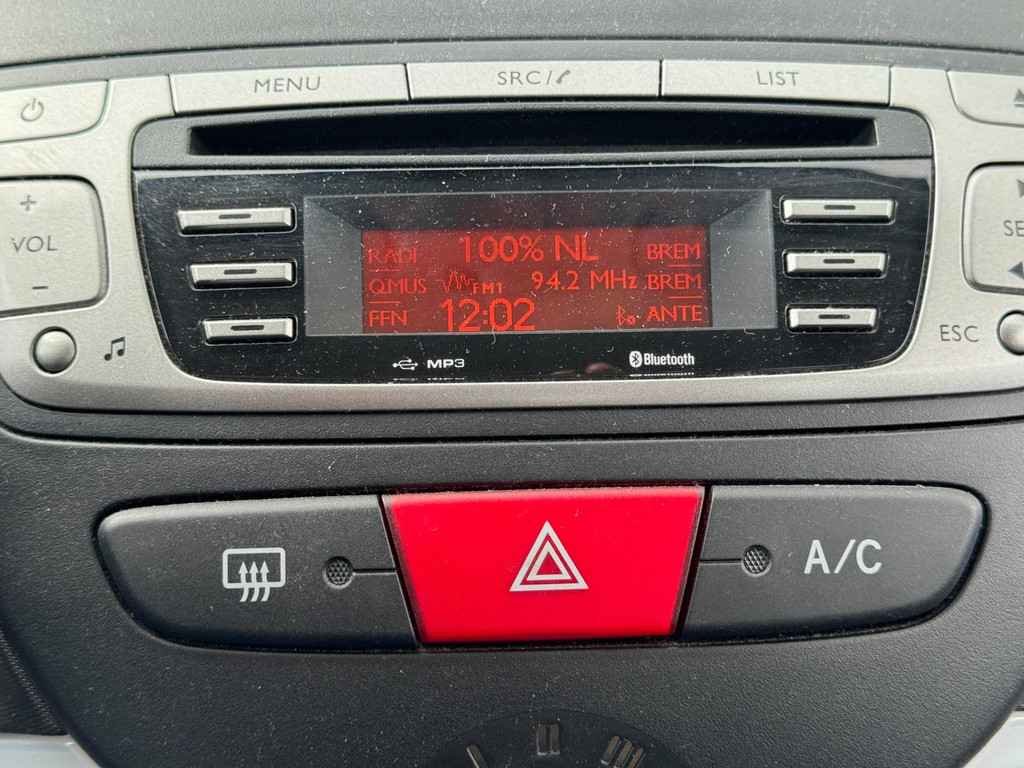 MENU SRC/ LIST
+
VOL
-
RADI 100% NL BREM
Q.MUS FM1 94.2 MHz BREM
FFN 12:02 ANTE
ESC
MP3 Bluetooth
A/C